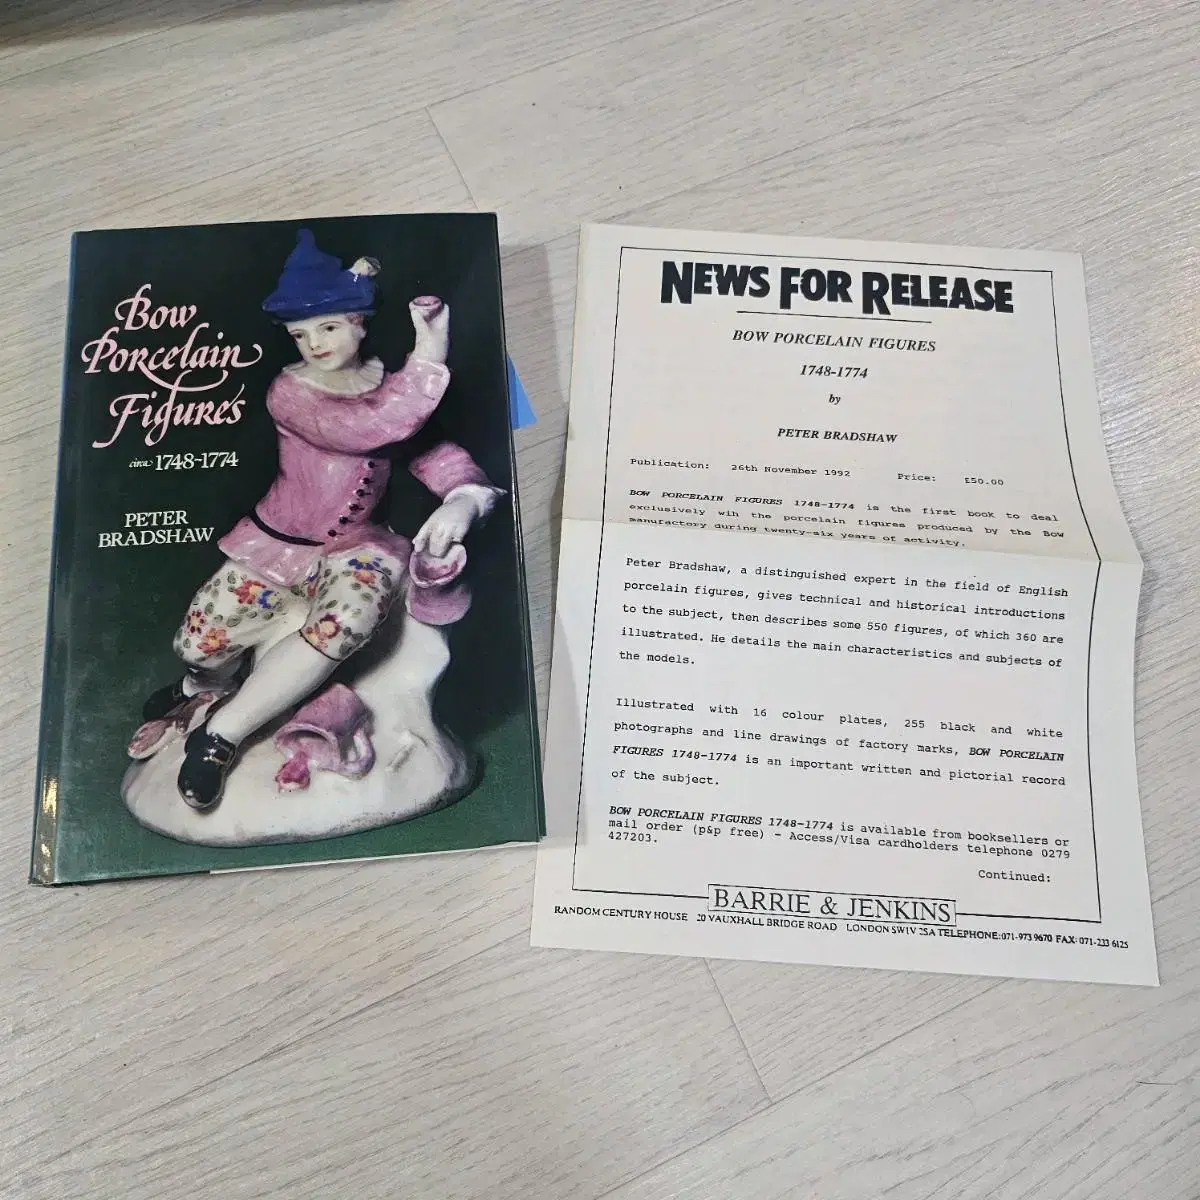 Bow
Porcelain
Figures
circa 1748-1774
PETER
BRADSHAW
NEWS FOR RELEASE
BOW PORCELAIN FIGURES
1748-1774
by
PETER BRADSHAW
Publication: 26th November 1992 Price: £50.00
BOW PORCELAIN FIGURES 1748-1774 is the first book to deal
exclusively wih the porcelain figures produced by the Bow
manufactory during twenty-six years of activity.
Peter Bradshaw, a distinguished expert in the field of English
porcelain figures, gives technical and historical introductions
to the subject, then describes some 550 figures, of which 360 are
illustrated. He details the main characteristics and subjects of
the models.
Illustrated with 16 colour plates, 255 black and white
photographs and line drawings of factory marks, BOW PORCELAIN
FIGURES 1748-1774 is an important written and pictorial record
of the subject.
BOW PORCELAIN FIGURES 1748-1774 is available from booksellers or
mail order (p&p free) - Access/Visa cardholders telephone 0279
427203.
Continued:
BARRIE & JENKINS
RANDOM CENTURY HOUSE 20 VAUXHALL BRIDGE ROAD LONDON SW1V 2SA TELEPHONE: 071-973 9670 FAX: 071-233 6125